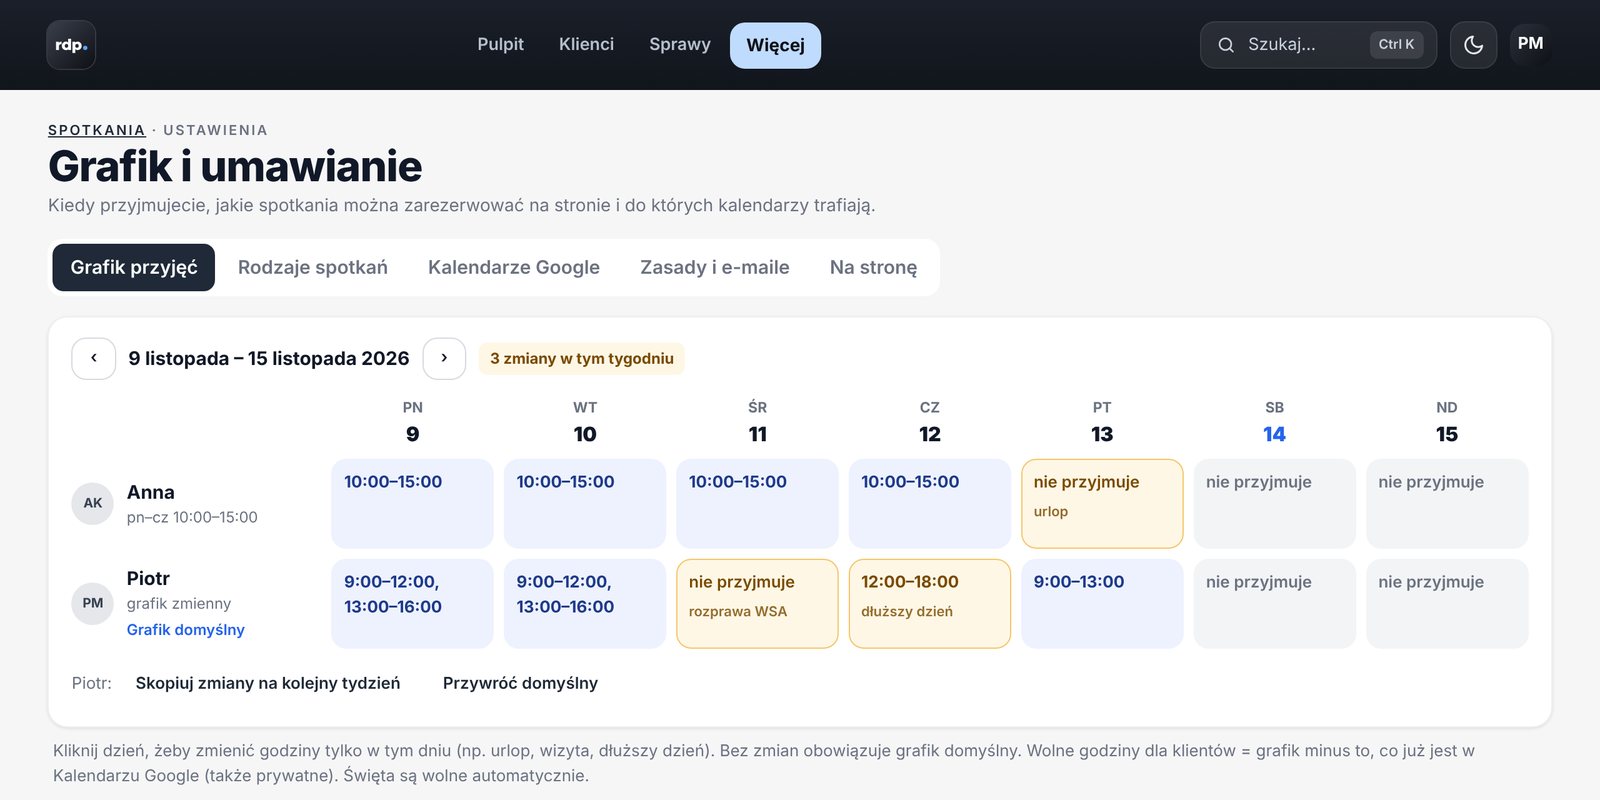 rdp.
Pulpit Klienci Sprawy Więcej
Szukaj... Ctrl K
PM
SPOTKANIA · USTAWIENIA
Grafik i umawianie
Kiedy przyjmujecie, jakie spotkania można zarezerwować na stronie i do których kalendarzy trafiają.
Grafik przyjęć Rodzaje spotkań Kalendarze Google Zasady i e-maile Na stronę
‹ 9 listopada – 15 listopada 2026 › 3 zmiany w tym tygodniu
PN WT ŚR CZ PT SB ND
9 10 11 12 13 14 15
AK
Anna
pn–cz 10:00–15:00
10:00–15:00
10:00–15:00
10:00–15:00
10:00–15:00
nie przyjmuje
urlop
nie przyjmuje
nie przyjmuje
PM
Piotr
grafik zmienny
Grafik domyślny
9:00–12:00,
13:00–16:00
9:00–12:00,
13:00–16:00
nie przyjmuje
rozprawa WSA
12:00–18:00
dłuższy dzień
9:00–13:00
nie przyjmuje
nie przyjmuje
Piotr: Skopiuj zmiany na kolejny tydzień Przywróć domyślny
Kliknij dzień, żeby zmienić godziny tylko w tym dniu (np. urlop, wizyta, dłuższy dzień). Bez zmian obowiązuje grafik domyślny. Wolne godziny dla klientów = grafik minus to, co już jest w
Kalendarzu Google (także prywatne). Święta są wolne automatycznie.